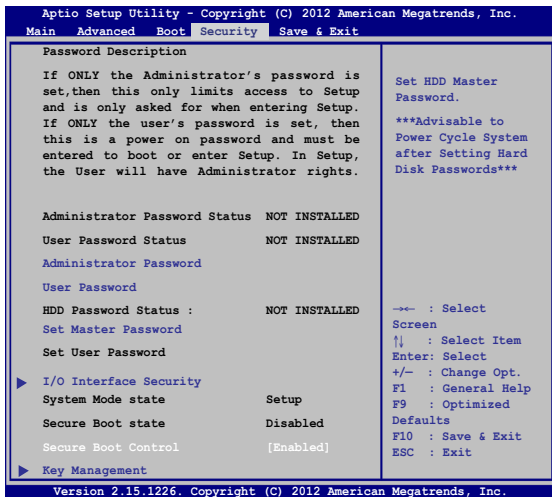 Aptio Setup Utility - Copyright (C) 2012 American Megatrends, Inc.
Main Advanced Boot Security Save & Exit
Password Description
If ONLY the Administrator's password is
set,then this only limits access to Setup
and is only asked for when entering Setup.
If ONLY the user's password is set, then
this is a power on password and must be
entered to boot or enter Setup. In Setup,
the User will have Administrator rights.
Administrator Password Status NOT INSTALLED
User Password Status NOT INSTALLED
Administrator Password
User Password
HDD Password Status : NOT INSTALLED
Set Master Password
Set User Password
I/O Interface Security
System Mode state Setup
Secure Boot state Disabled
Secure Boot Control [Enabled]
Key Management
Set HDD Master
Password.
***Advisable to
Power Cycle System
after Setting Hard
Disk Passwords***
→← : Select
Screen
↑↓ : Select Item
Enter: Select
+/— : Change Opt.
F1 : General Help
F9 : Optimized
Defaults
F10 : Save & Exit
ESC : Exit
Version 2.15.1226. Copyright (C) 2012 American Megatrends, Inc.